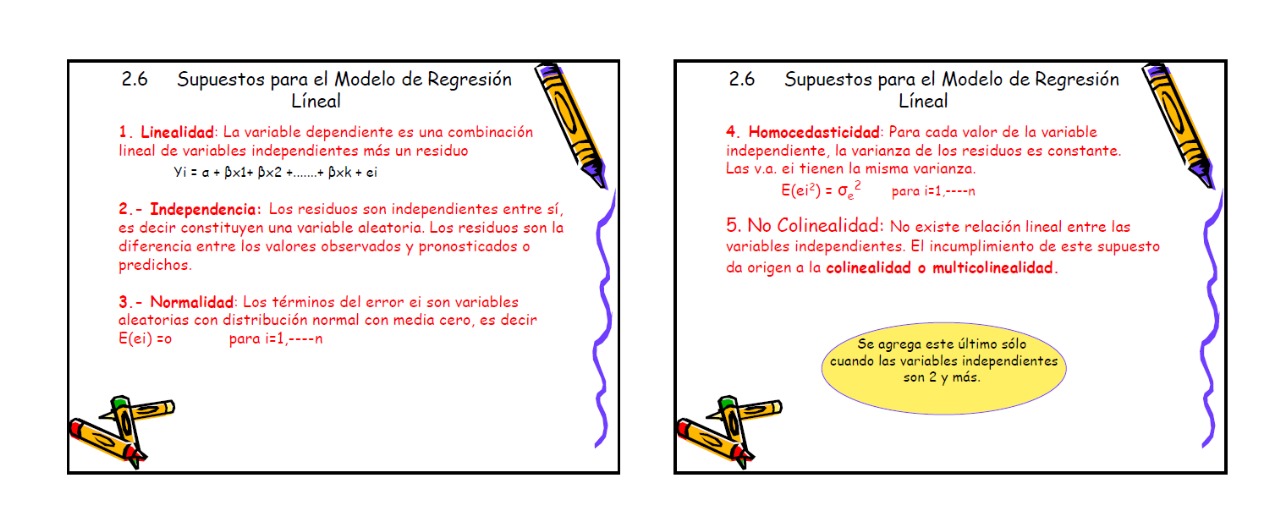 2.6 Supuestos para el Modelo de Regresión
Líneal
1. Linealidad: La variable dependiente es una combinación
lineal de variables independientes más un residuo
Yi = α + βx1+ βx2 +.......+ βxk + ei
2.- Independencia: Los residuos son independientes entre sí,
es decir constituyen una variable aleatoria. Los residuos son la
diferencia entre los valores observados y pronosticados o
predichos.
3.- Normalidad: Los términos del error ei son variables
aleatorias con distribución normal con media cero, es decir
E(ei) =o para i=1,----n
2.6 Supuestos para el Modelo de Regresión
Líneal
4. Homocedasticidad: Para cada valor de la variable
independiente, la varianza de los residuos es constante.
Las v.a. ei tienen la misma varianza.
E(ei²) = σₑ² para i=1,----n
5. No Colinealidad: No existe relación lineal entre las
variables independientes. El incumplimiento de este supuesto
da origen a la colinealidad o multicolinealidad.
Se agrega este último sólo
cuando las variables independientes
son 2 y más.